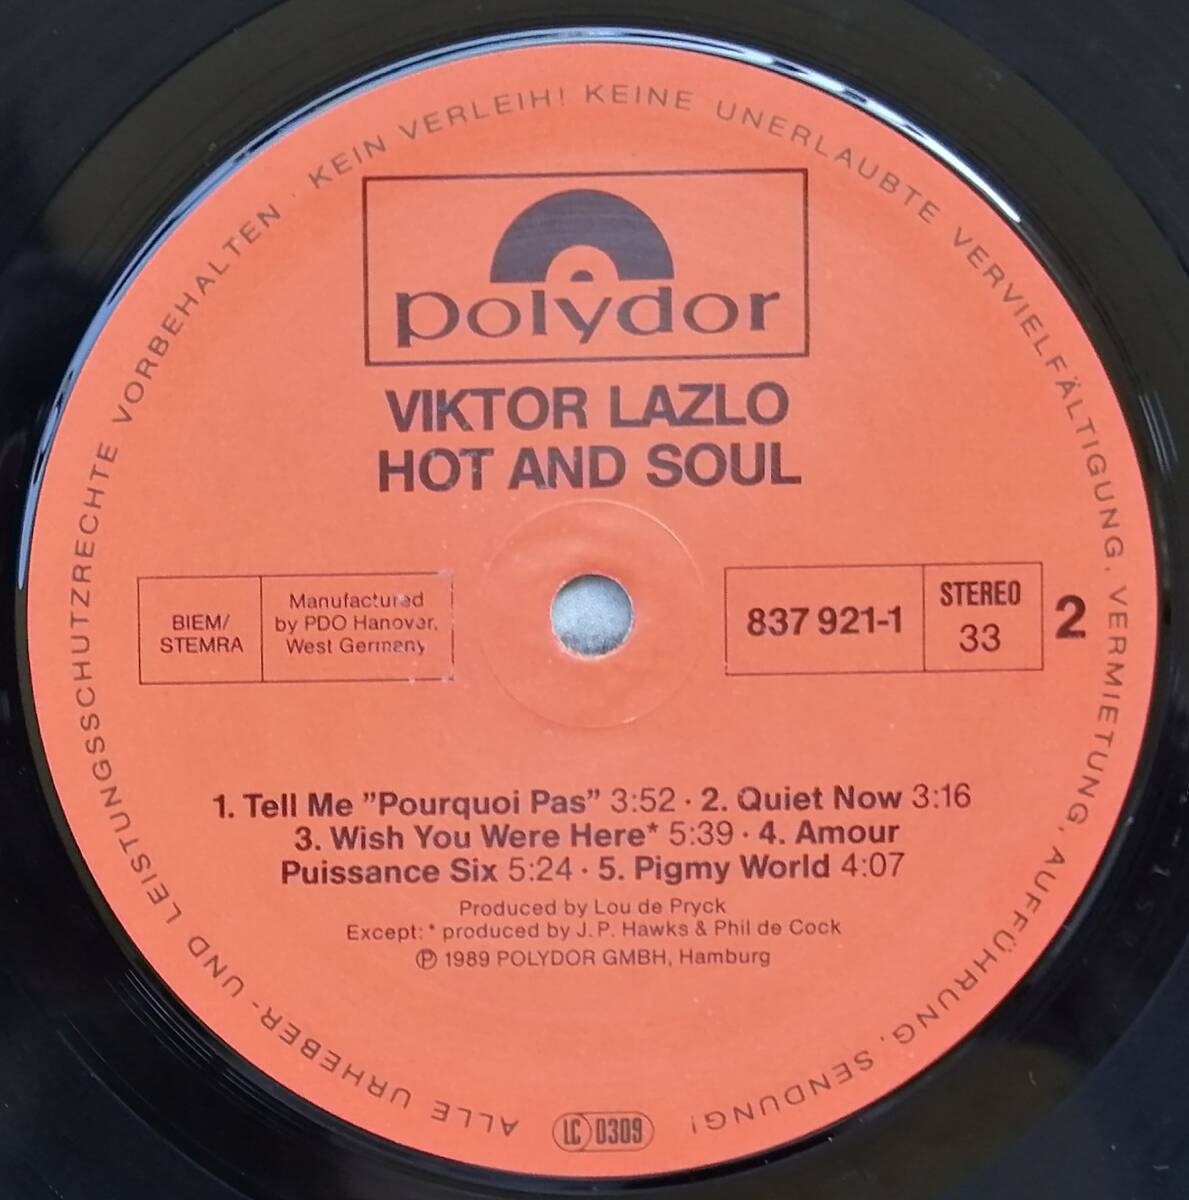 ALLE URHEBER- UND LEISTUNGSSCHUTZRECHTE VORBEHALTEN · KEIN VERLEIH! KEINE UNERLAUBTE VERVIELFÄLTIGUNG, VERMIETUNG, AUFFÜHRUNG, SENDUNG!
polydor
VIKTOR LAZLO
HOT AND SOUL
BIEM/
STEMRA
Manufactured
by PDO Hanover,
West Germany
837 921-1
STEREO
33
2
1. Tell Me "Pourquoi Pas" 3:52 · 2. Quiet Now 3:16
3. Wish You Were Here* 5:39 · 4. Amour
Puissance Six 5:24 · 5. Pigmy World 4:07
Produced by Lou de Pryck
Except: * produced by J. P. Hawks & Phil de Cock
℗ 1989 POLYDOR GMBH, Hamburg
LC 0309